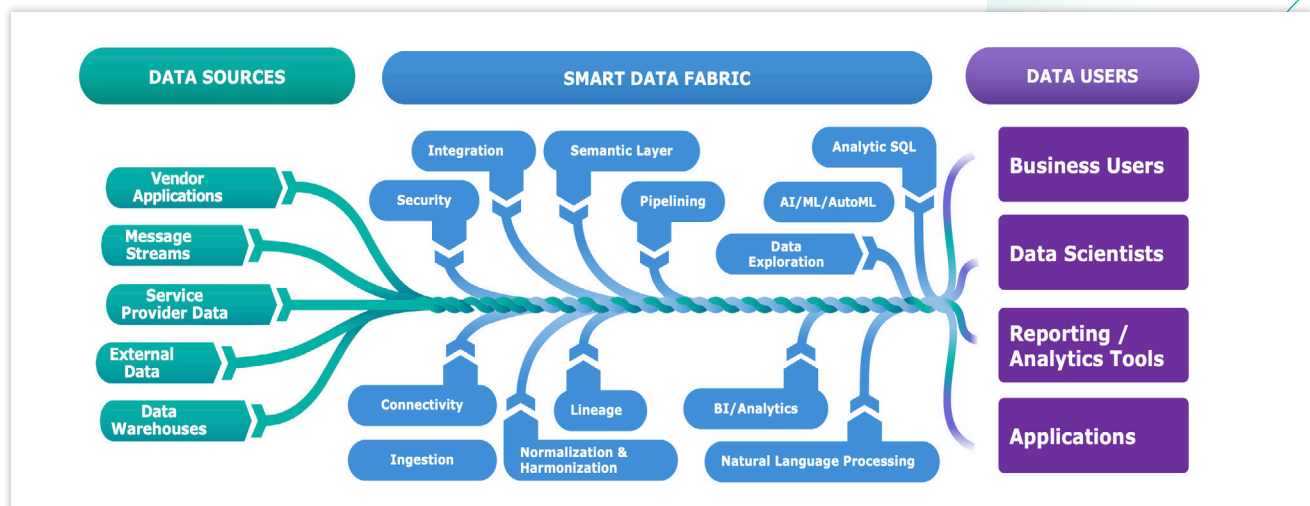 DATA SOURCES
SMART DATA FABRIC
DATA USERS
Vendor
Applications
Message
Streams
Service
Provider Data
External
Data
Data
Warehouses
Integration
Semantic Layer
Analytic SQL
Security
Pipelining
AI/ML/AutoML
Data
Exploration
Connectivity
Lineage
BI/Analytics
Ingestion
Normalization &
Harmonization
Natural Language Processing
Business Users
Data Scientists
Reporting /
Analytics Tools
Applications